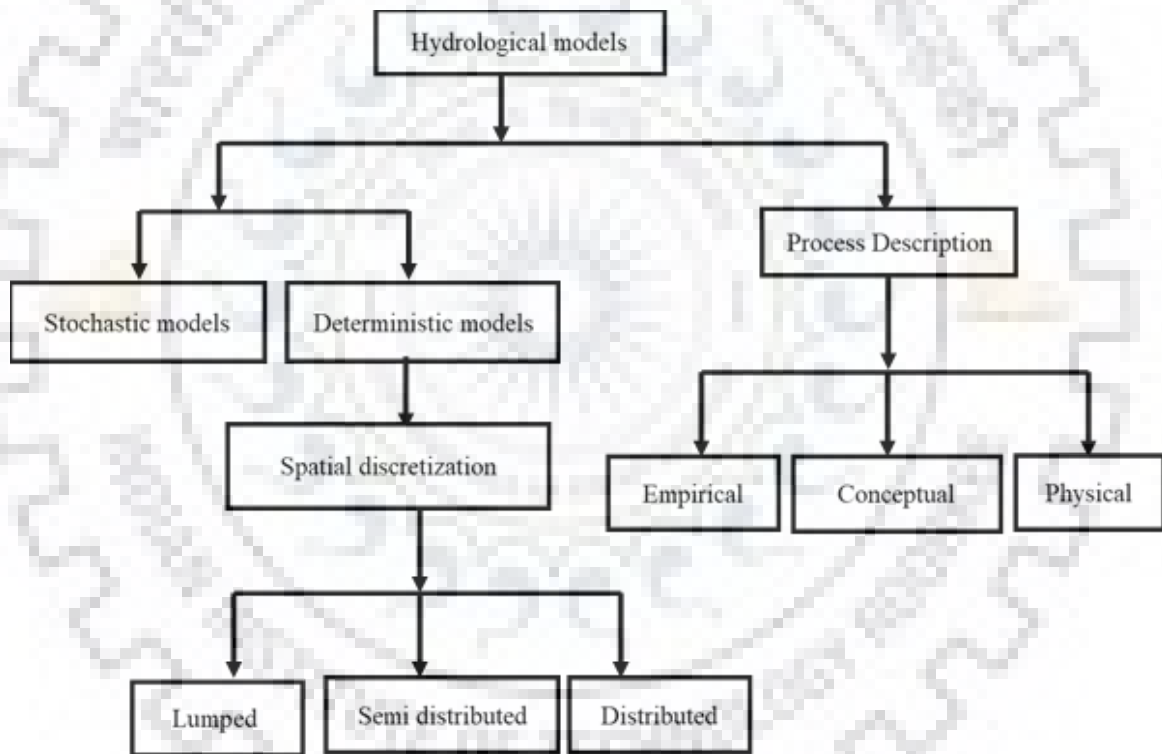 Hydrological models
Process Description
Stochastic models
Deterministic models
Spatial discretization
Empirical
Conceptual
Physical
Lumped
Semi distributed
Distributed